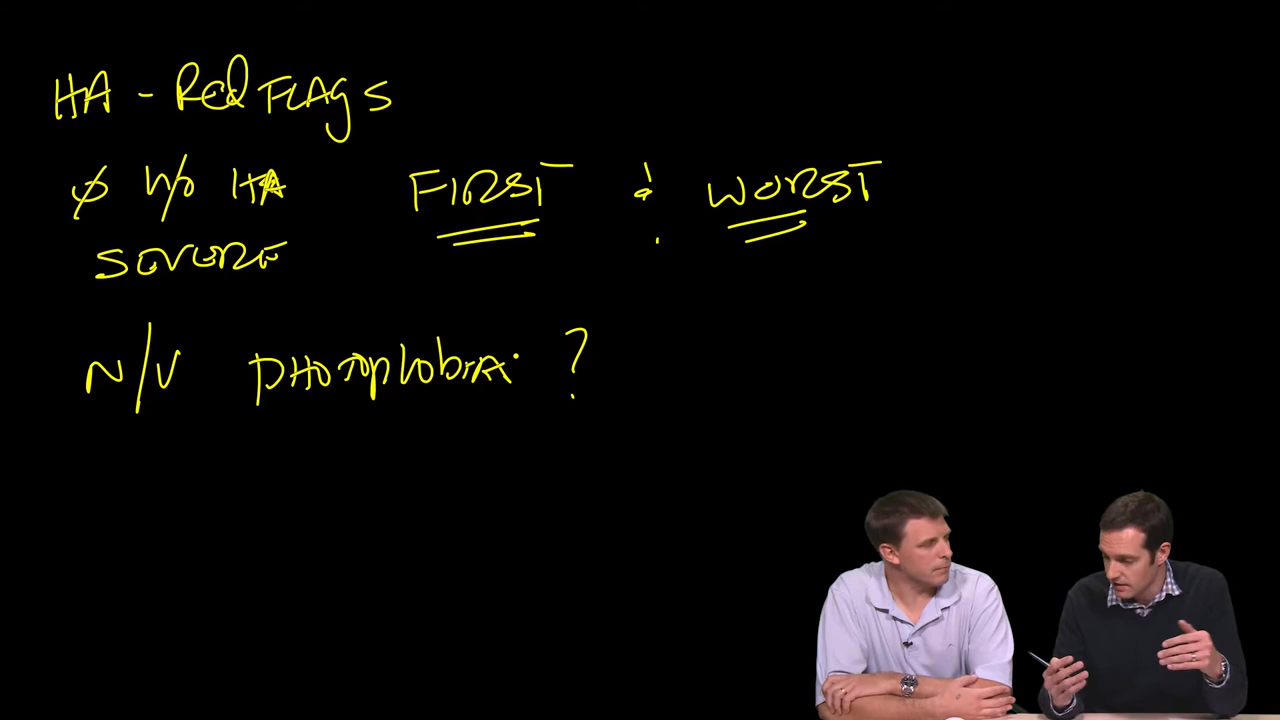 HA - Red FLAgS
∅ h/o HA FIRST & WORST
SEVERE
N/V pHotophobIA ?